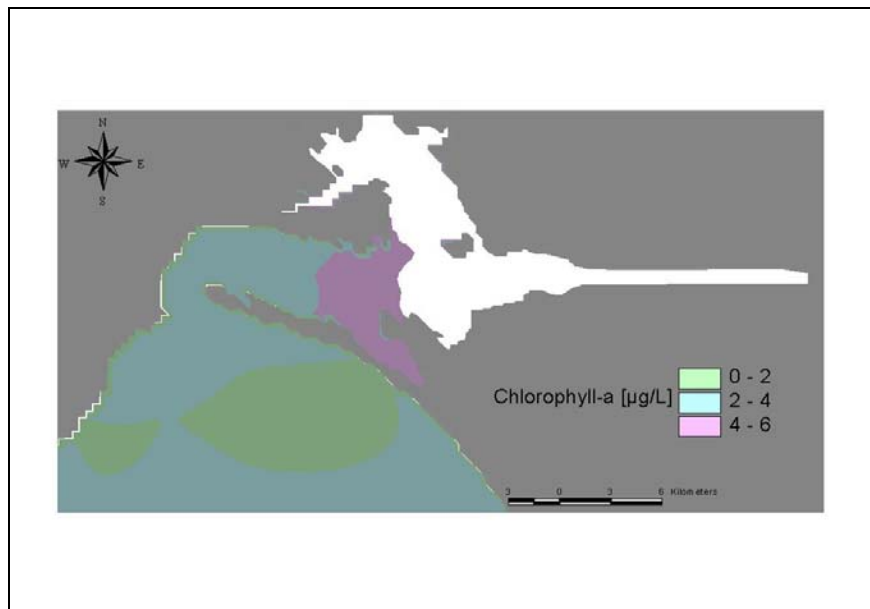 N
W E
S
Chlorophyll-a [µg/L]
0 - 2
2 - 4
4 - 6
3 0 3 6 Kilometers